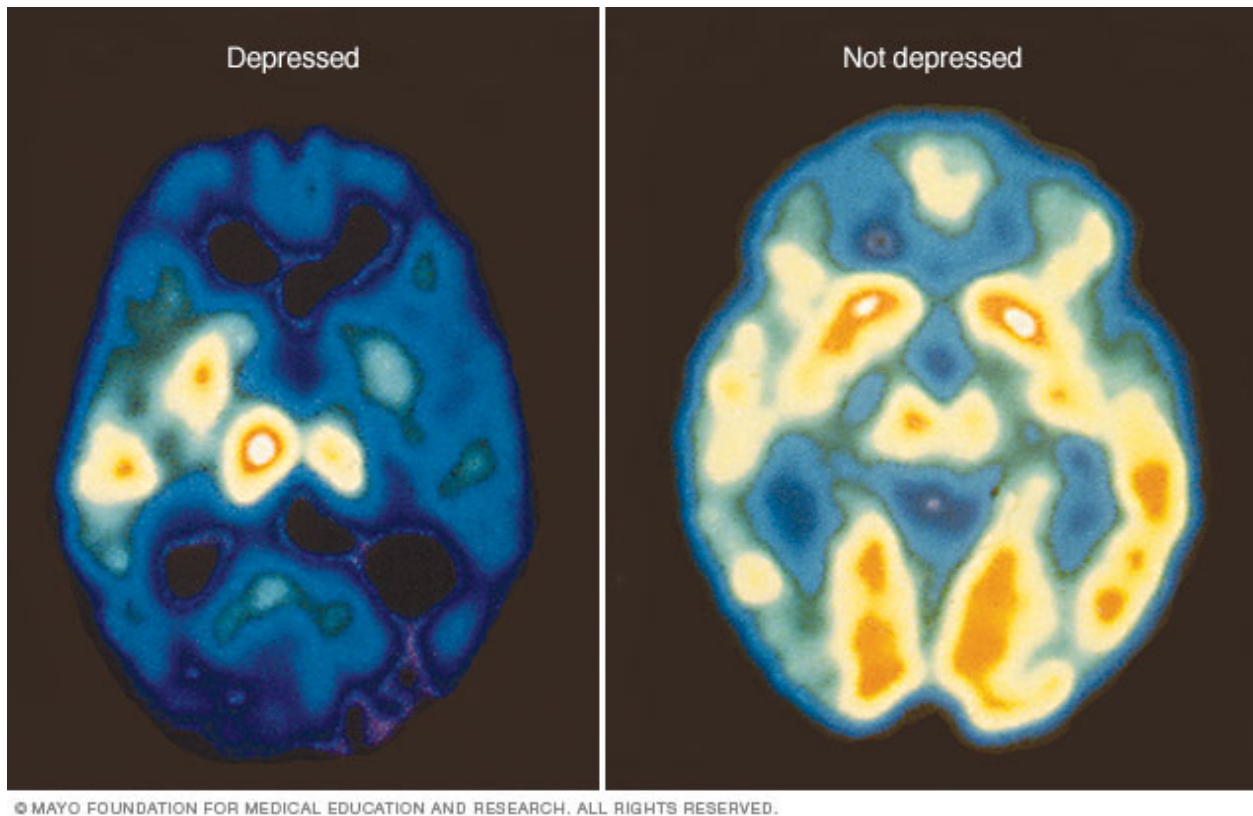 Depressed
Not depressed
© MAYO FOUNDATION FOR MEDICAL EDUCATION AND RESEARCH. ALL RIGHTS RESERVED.